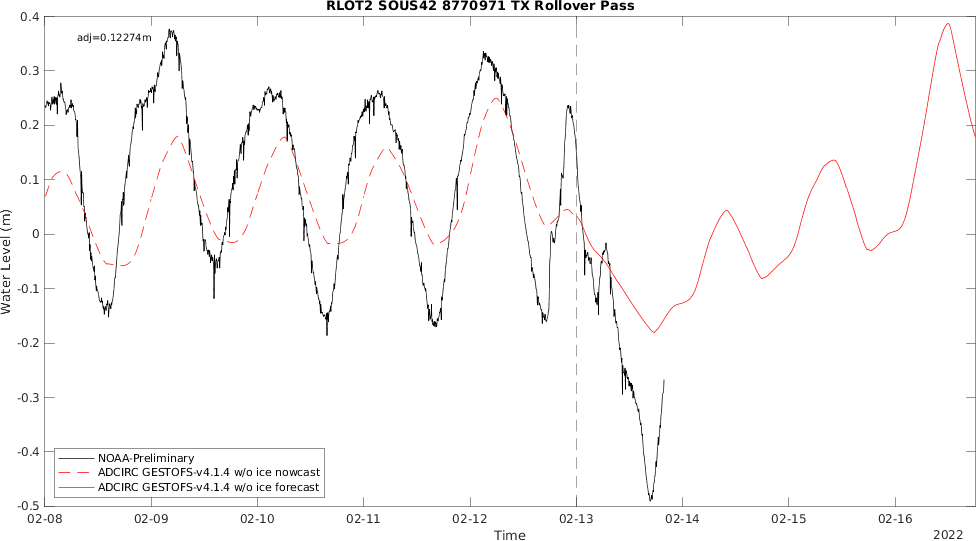 RLOT2 SOUS42 8770971 TX Rollover Pass
adj=0.12274m
Water Level (m)
0.4
0.3
0.2
0.1
0
-0.1
-0.2
-0.3
-0.4
-0.5
NOAA-Preliminary
ADCIRC GESTOFS-v4.1.4 w/o ice nowcast
ADCIRC GESTOFS-v4.1.4 w/o ice forecast
02-08 02-09 02-10 02-11 02-12 02-13 02-14 02-15 02-16
Time
2022